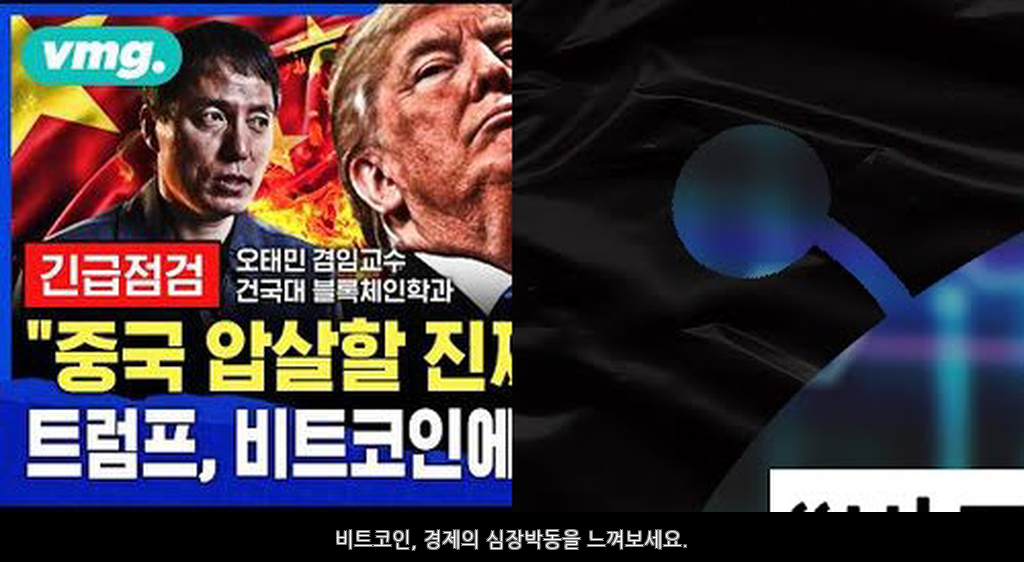 vmg.
긴급점검
오태민 겸임교수
건국대 블록체인학과
"중국 압살할
트럼프, 비트코인에
비트코인, 경제의 심장박동을 느껴보세요.